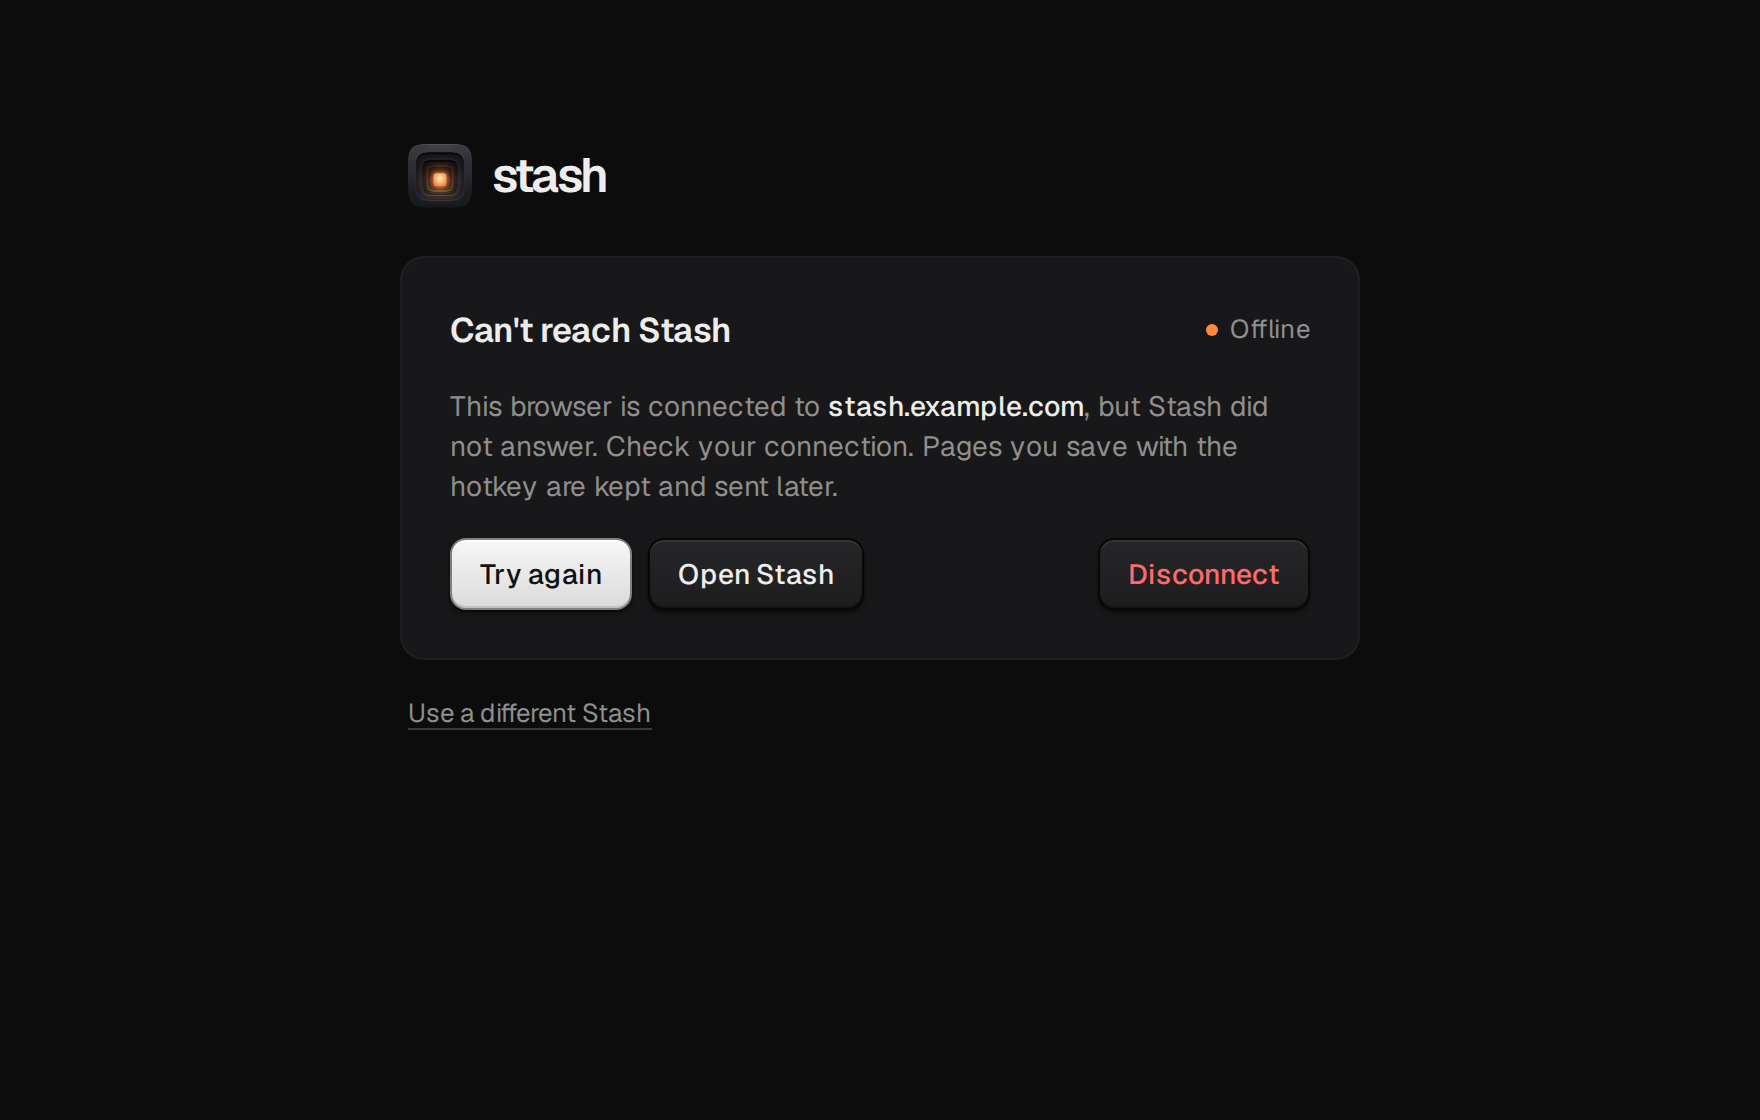 stash
Can't reach Stash
Offline
This browser is connected to stash.example.com, but Stash did
not answer. Check your connection. Pages you save with the
hotkey are kept and sent later.
Try again
Open Stash
Disconnect
Use a different Stash